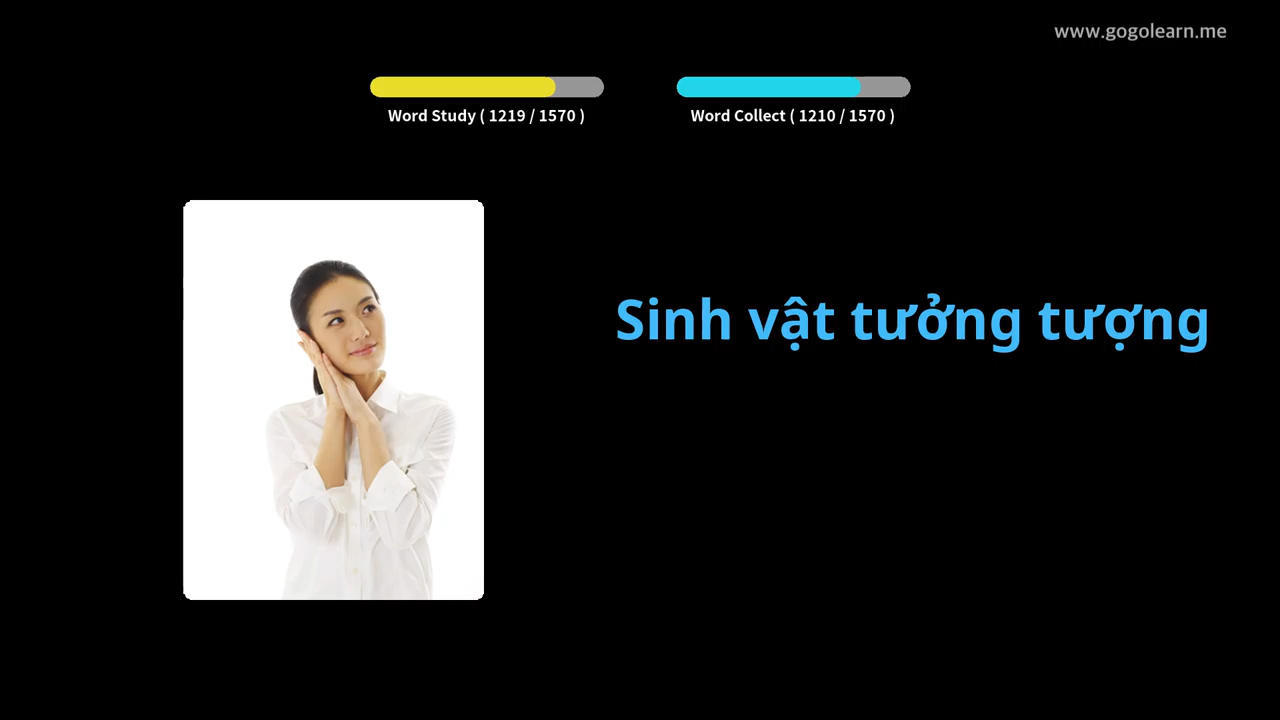 www.gogolearn.me
Word Study ( 1219 / 1570 )
Word Collect ( 1210 / 1570 )
Sinh vật tưởng tượng